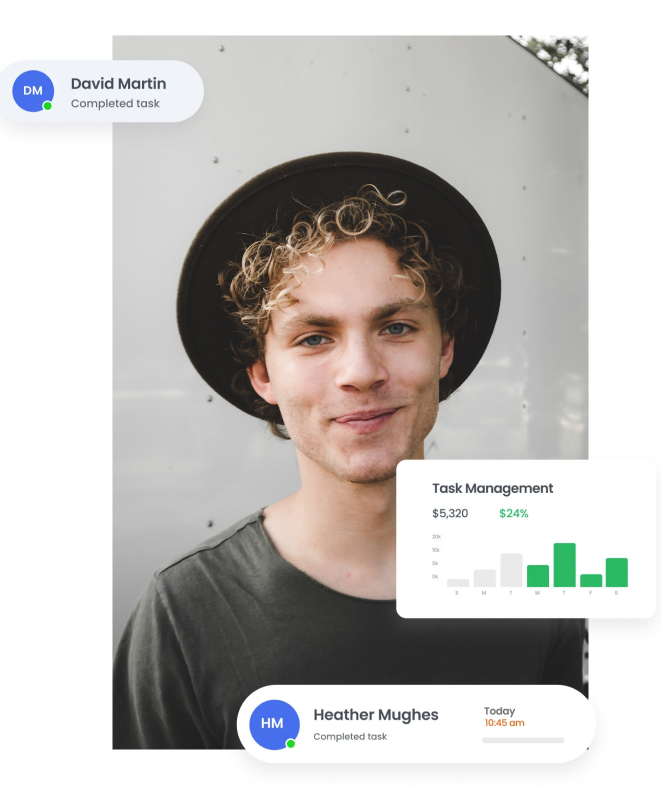 DM
David Martin
Completed task
Task Management
$5,320 $24%
20k
10k
5k
0k
S M T W T F S
HM
Heather Mughes
Completed task
Today
10:45 am